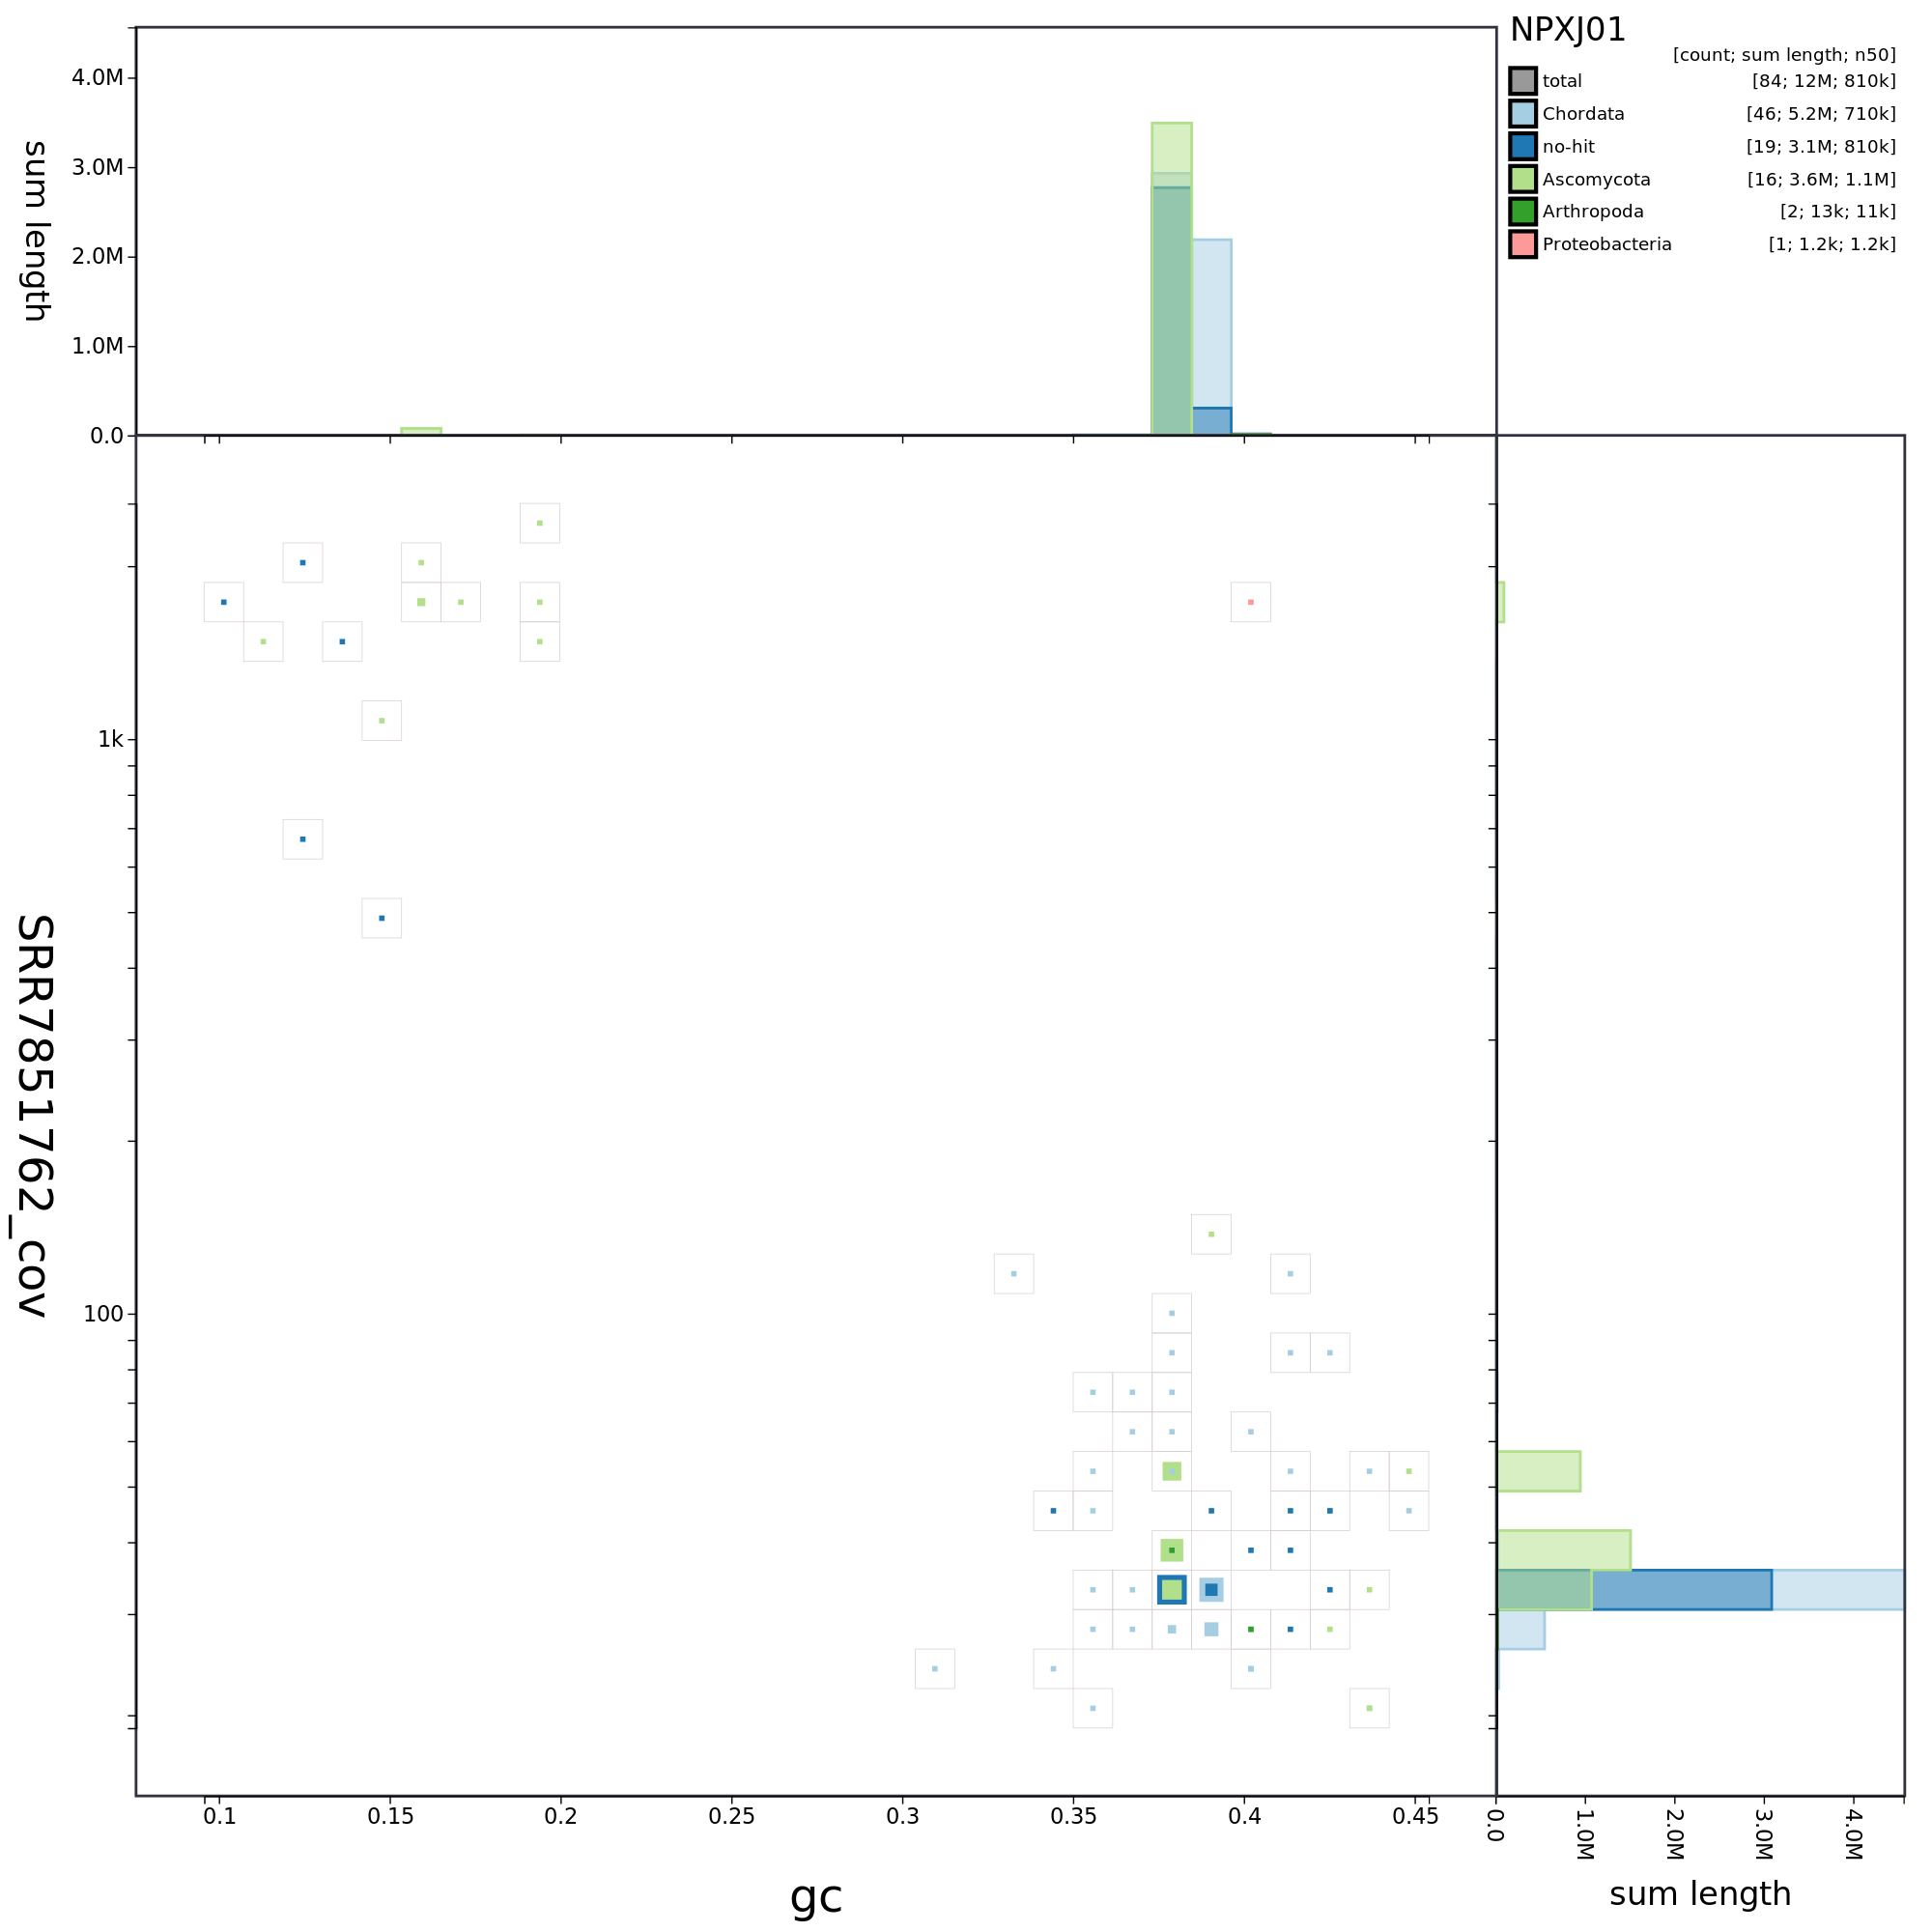 NPXJ01
[count; sum length; n50]
total [84; 12M; 810k]
Chordata [46; 5.2M; 710k]
no-hit [19; 3.1M; 810k]
Ascomycota [16; 3.6M; 1.1M]
Arthropoda [2; 13k; 11k]
Proteobacteria [1; 1.2k; 1.2k]
sum length
4.0M
3.0M
2.0M
1.0M
0.0
SRR7851762_cov
1k
100
0.1 0.15 0.2 0.25 0.3 0.35 0.4 0.45
gc
0.0 1.0M 2.0M 3.0M 4.0M
sum length